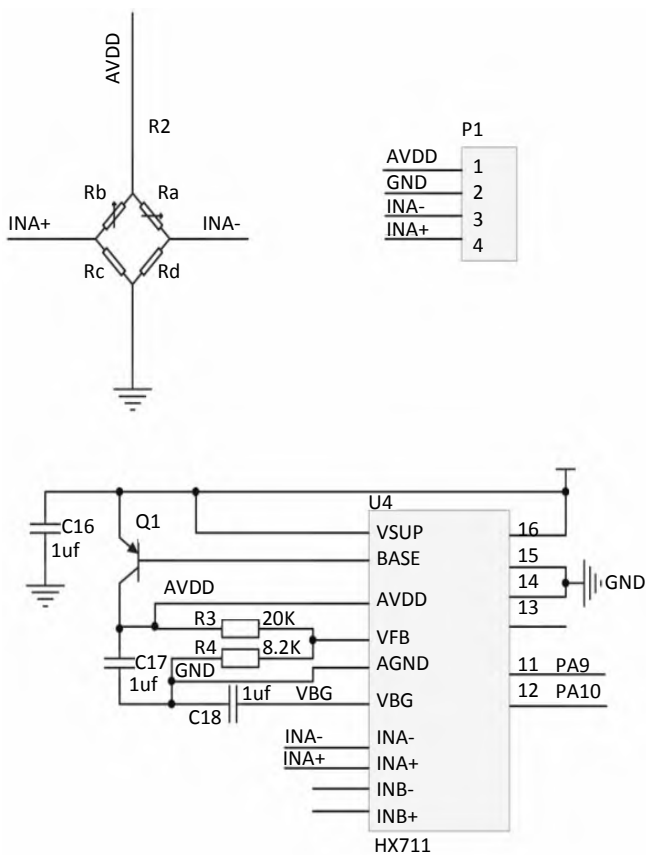 AVDD
R2
Rb
Ra
INA+
INA-
Rc
Rd
P1
AVDD
1
GND
2
INA-
3
INA+
4
U4
C16
1uf
Q1
VSUP
16
BASE
15
14
GND
AVDD
AVDD
13
R3
20K
VFB
R4
8.2K
C17
1uf
GND
AGND
11
PA9
1uf
VBG
VBG
12
PA10
C18
INA-
INA-
INA+
INA+
INB-
INB+
HX711